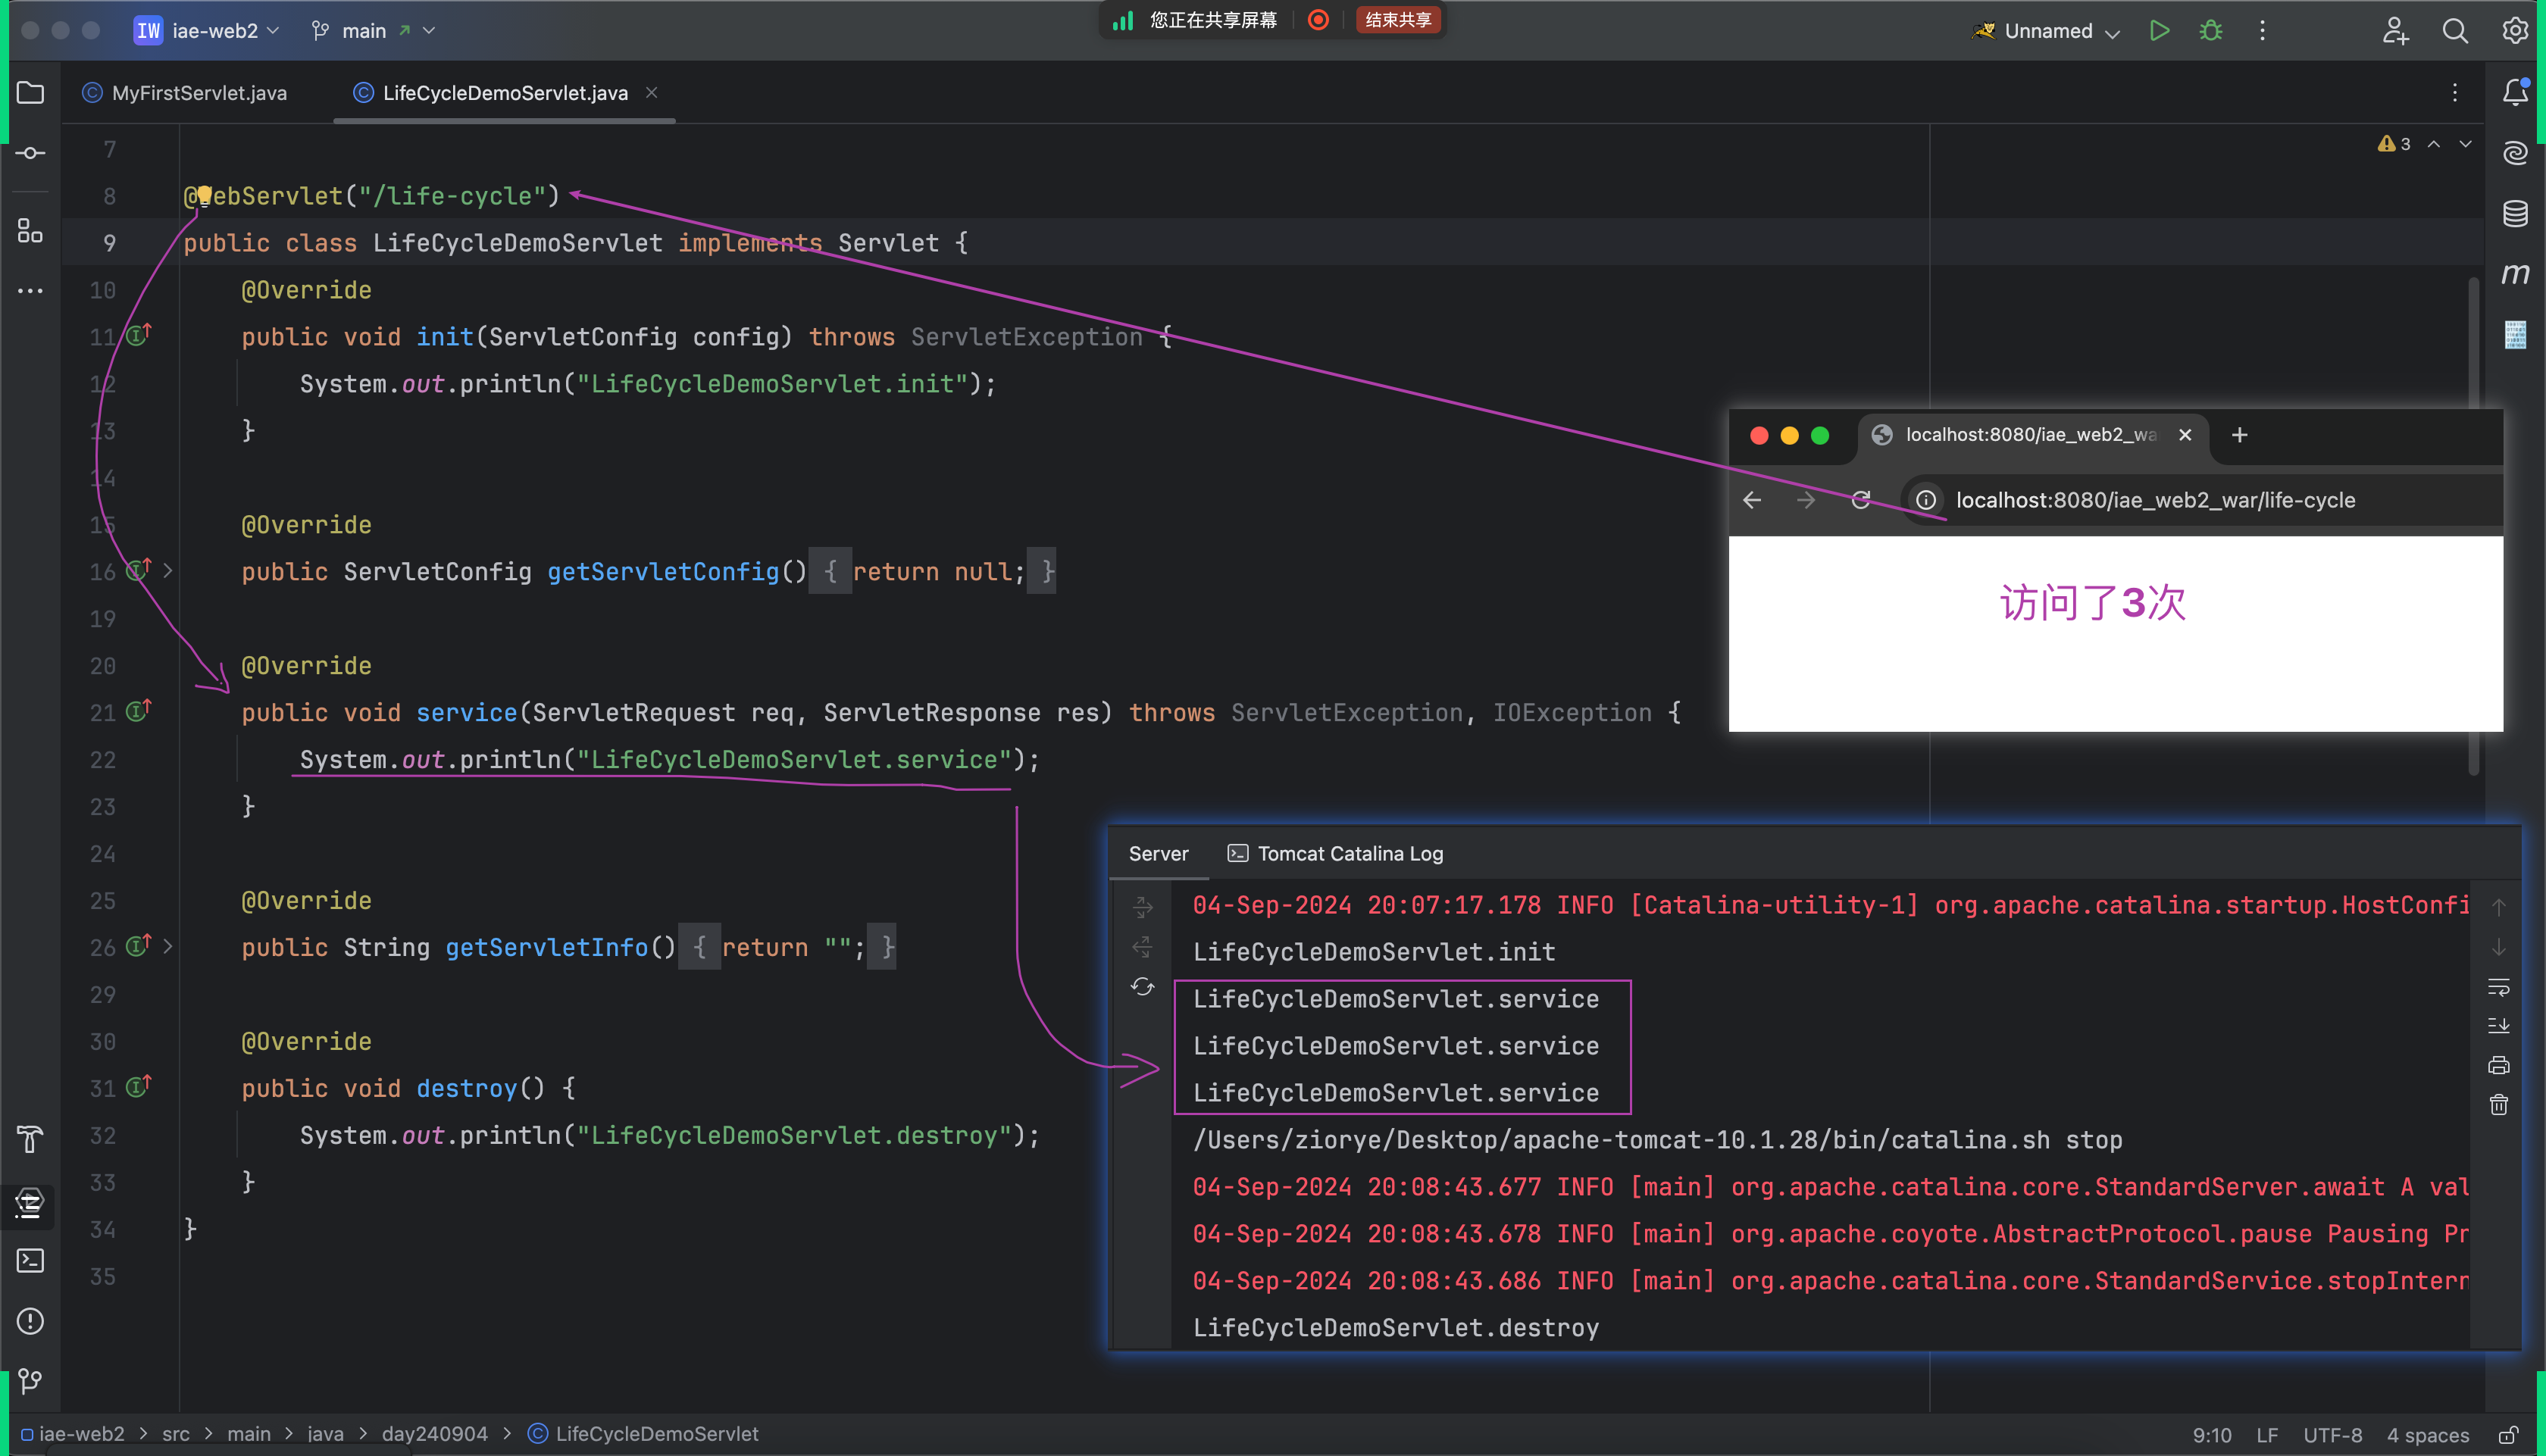 IW iae-web2 main
您正在共享屏幕 结束共享
Unnamed
MyFirstServlet.java LifeCycleDemoServlet.java
3
7
8 @WebServlet("/life-cycle")
9 public class LifeCycleDemoServlet implements Servlet {
10 @Override
11 public void init(ServletConfig config) throws ServletException {
12 System.out.println("LifeCycleDemoServlet.init");
13 }
14
15 @Override
16 public ServletConfig getServletConfig() { return null; }
19
20 @Override
21 public void service(ServletRequest req, ServletResponse res) throws ServletException, IOException {
22 System.out.println("LifeCycleDemoServlet.service");
23 }
24
25 @Override
26 public String getServletInfo() { return ""; }
29
30 @Override
31 public void destroy() {
32 System.out.println("LifeCycleDemoServlet.destroy");
33 }
34 }
35
localhost:8080/iae_web2_wa
localhost:8080/iae_web2_war/life-cycle
访问了3次
Server Tomcat Catalina Log
04-Sep-2024 20:07:17.178 INFO [Catalina-utility-1] org.apache.catalina.startup.HostConfi
LifeCycleDemoServlet.init
LifeCycleDemoServlet.service
LifeCycleDemoServlet.service
LifeCycleDemoServlet.service
/Users/ziorye/Desktop/apache-tomcat-10.1.28/bin/catalina.sh stop
04-Sep-2024 20:08:43.677 INFO [main] org.apache.catalina.core.StandardServer.await A val
04-Sep-2024 20:08:43.678 INFO [main] org.apache.coyote.AbstractProtocol.pause Pausing Pr
04-Sep-2024 20:08:43.686 INFO [main] org.apache.catalina.core.StandardService.stopIntern
LifeCycleDemoServlet.destroy
iae-web2 > src > main > java > day240904 > LifeCycleDemoServlet
9:10 LF UTF-8 4 spaces